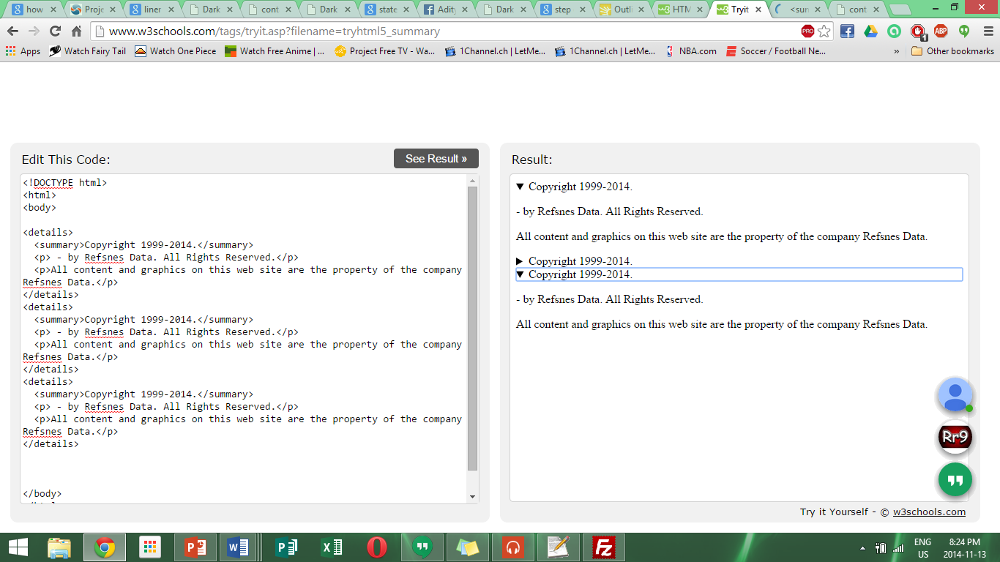 how
Proje
liner
Dark
cont
Dark
state
Adity
Dark
step
Outli
HTM
Tryit
<sum
cont
www.w3schools.com/tags/tryit.asp?filename=tryhtml5_summary
PRO
1
ABP
Apps
Watch Fairy Tail
Watch One Piece
Watch Free Anime | ...
Project Free TV - Wa...
1Channel.ch | LetMe...
1Channel.ch | LetMe...
NBA.com
Soccer / Football Ne...
»
Other bookmarks
Edit This Code:
See Result »
<!DOCTYPE html>
<html>
<body>
<details>
<summary>Copyright 1999-2014.</summary>
<p> - by Refsnes Data. All Rights Reserved.</p>
<p>All content and graphics on this web site are the property of the company
Refsnes Data.</p>
</details>
<details>
<summary>Copyright 1999-2014.</summary>
<p> - by Refsnes Data. All Rights Reserved.</p>
<p>All content and graphics on this web site are the property of the company
Refsnes Data.</p>
</details>
<details>
<summary>Copyright 1999-2014.</summary>
<p> - by Refsnes Data. All Rights Reserved.</p>
<p>All content and graphics on this web site are the property of the company
Refsnes Data.</p>
</details>
</body>
Result:
▼ Copyright 1999-2014.
- by Refsnes Data. All Rights Reserved.
All content and graphics on this web site are the property of the company Refsnes Data.
▶ Copyright 1999-2014.
▼ Copyright 1999-2014.
- by Refsnes Data. All Rights Reserved.
All content and graphics on this web site are the property of the company Refsnes Data.
Rr9
Try it Yourself - © w3schools.com
ENG
US
8:24 PM
2014-11-13